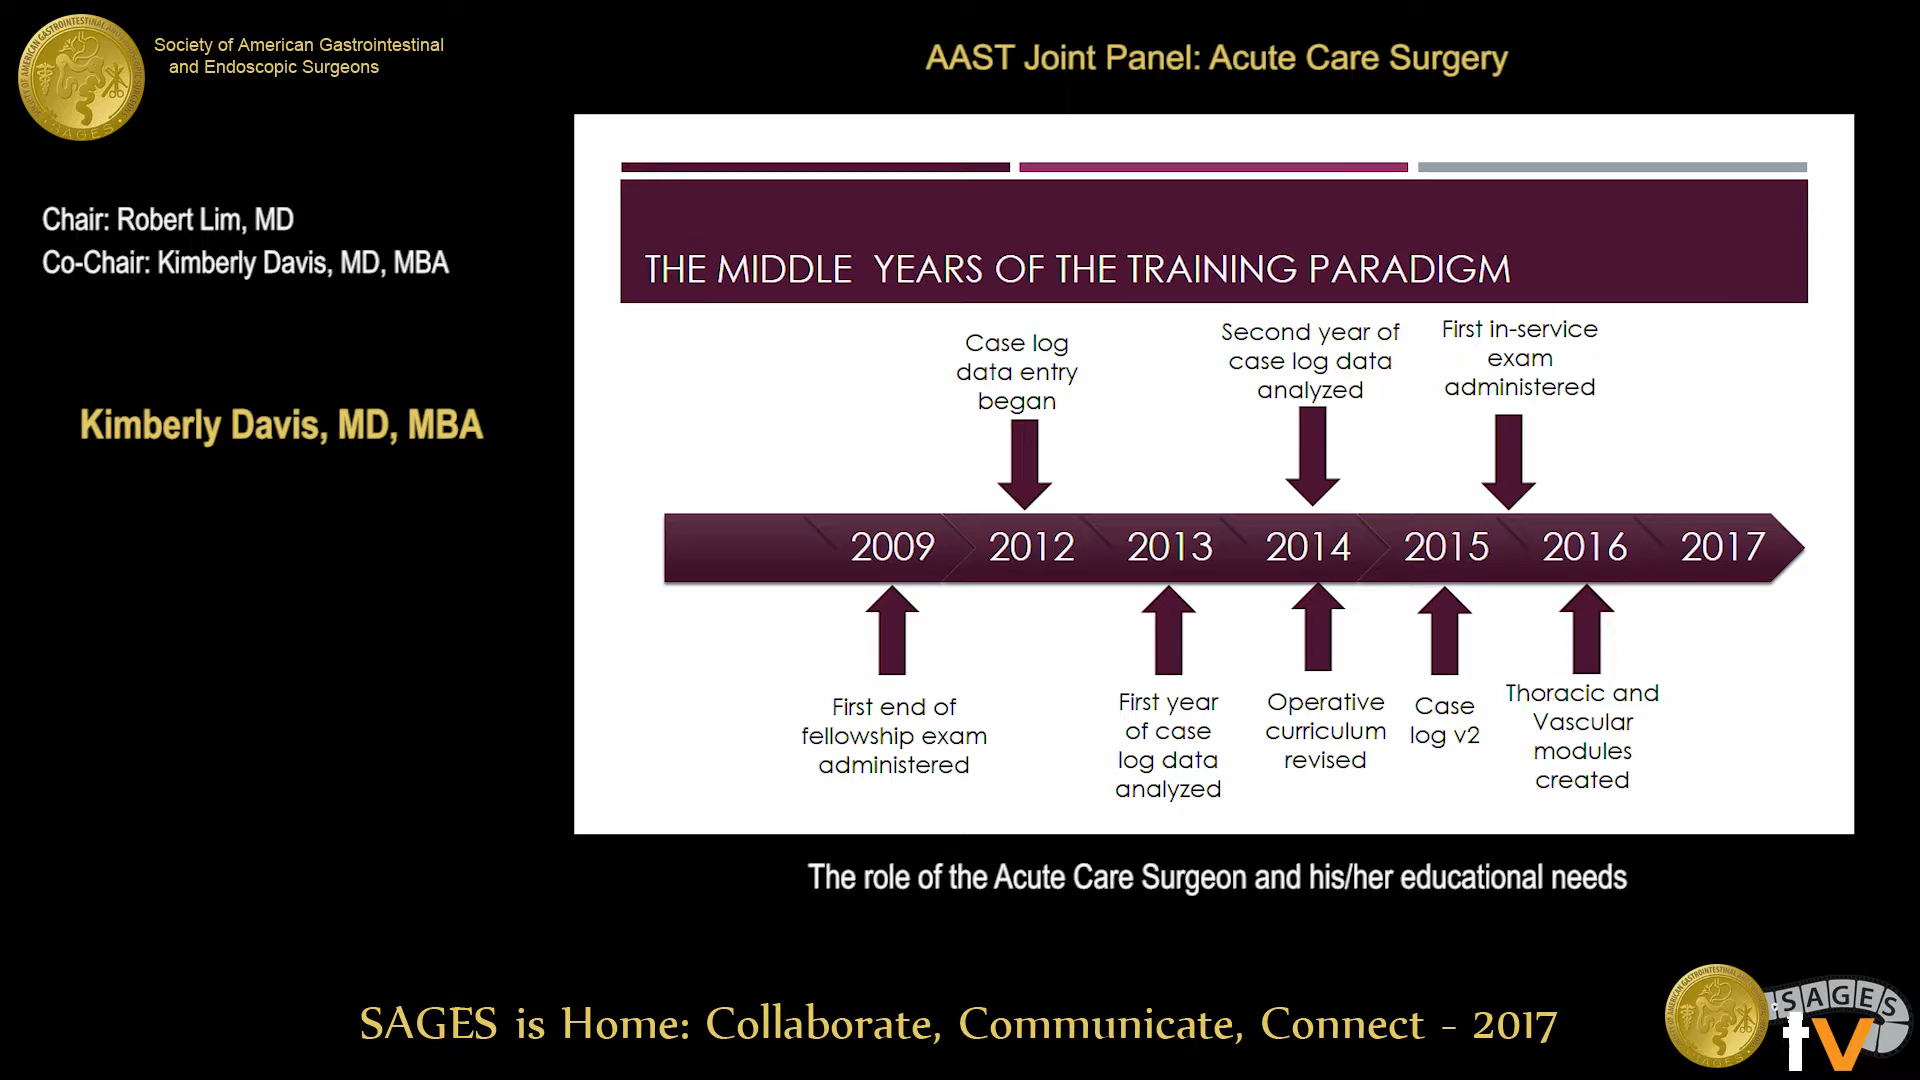 Society of American Gastrointestinal
and Endoscopic Surgeons
AAST Joint Panel: Acute Care Surgery
Chair: Robert Lim, MD
Co-Chair: Kimberly Davis, MD, MBA
Kimberly Davis, MD, MBA
THE MIDDLE YEARS OF THE TRAINING PARADIGM
Case log
data entry
began
Second year of
case log data
analyzed
First in-service
exam
administered
2009 2012 2013 2014 2015 2016 2017
First end of
fellowship exam
administered
First year
of case
log data
analyzed
Operative
curriculum
revised
Case
log v2
Thoracic and
Vascular
modules
created
The role of the Acute Care Surgeon and his/her educational needs
SAGES is Home: Collaborate, Communicate, Connect - 2017
SAGES
tv